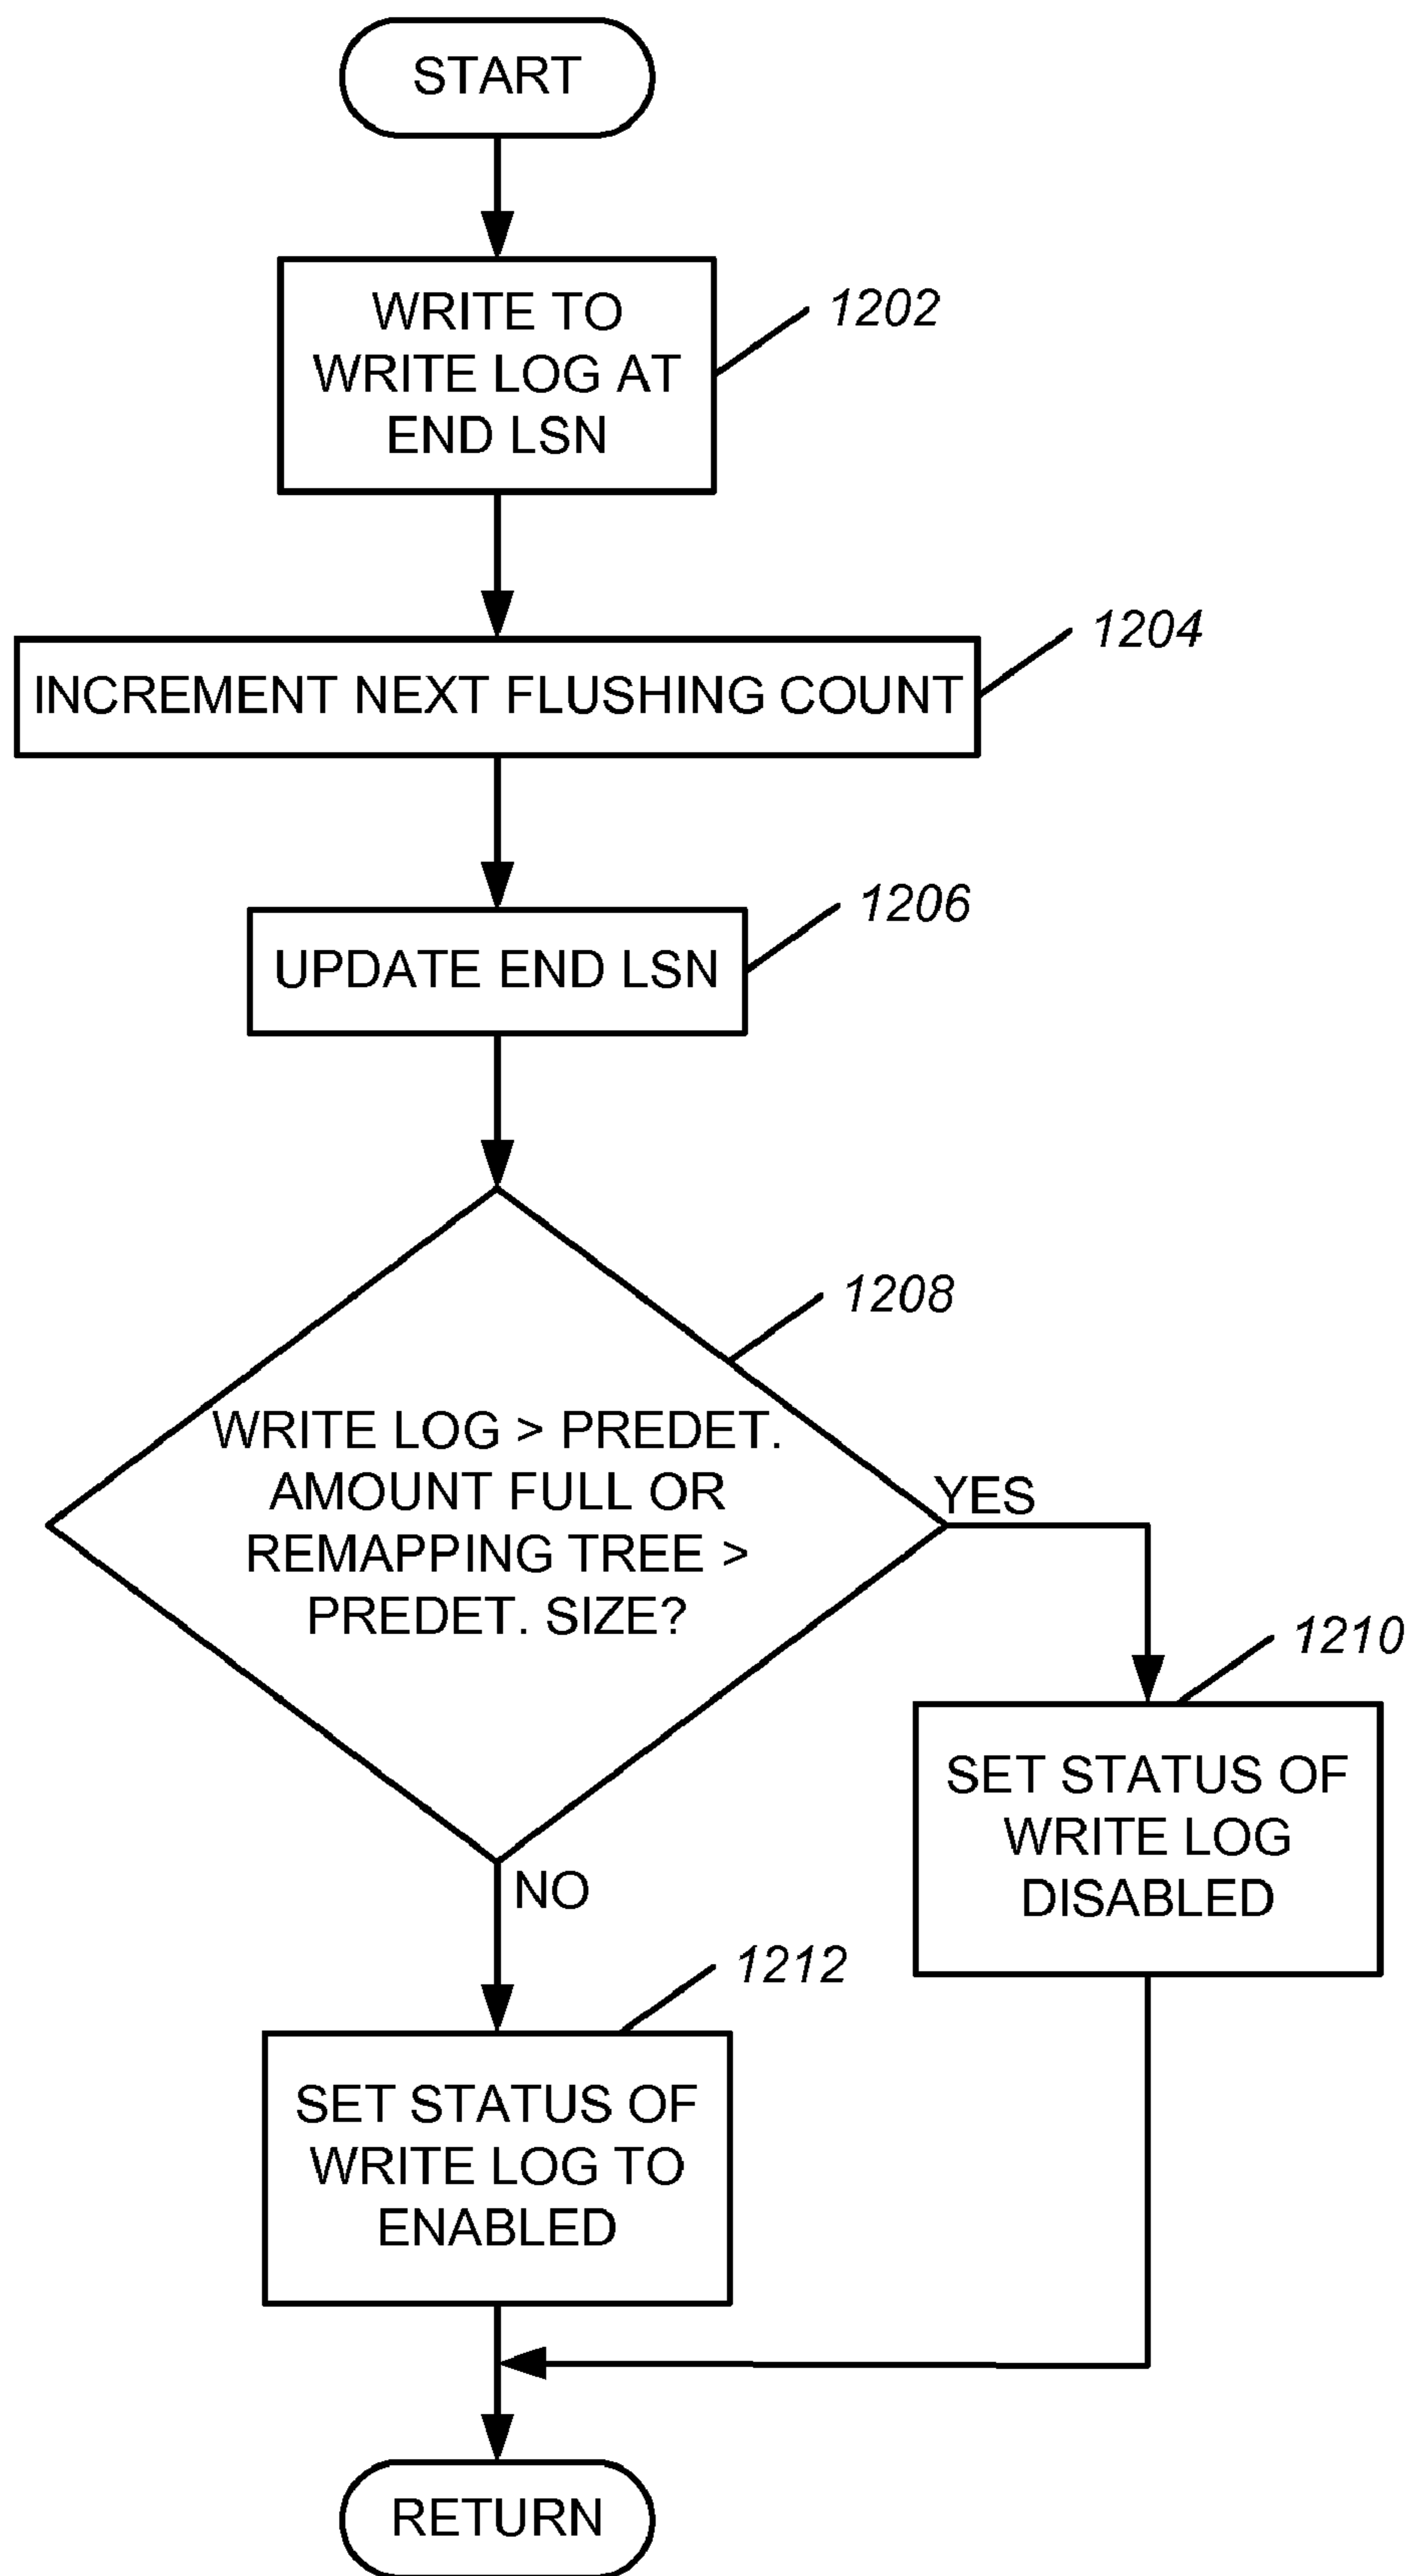 START
WRITE TO
WRITE LOG AT
END LSN
1202
INCREMENT NEXT FLUSHING COUNT
1204
UPDATE END LSN
1206
WRITE LOG > PREDET.
AMOUNT FULL OR
REMAPPING TREE >
PREDET. SIZE?
1208
YES
SET STATUS OF
WRITE LOG
DISABLED
1210
NO
SET STATUS OF
WRITE LOG TO
ENABLED
1212
RETURN